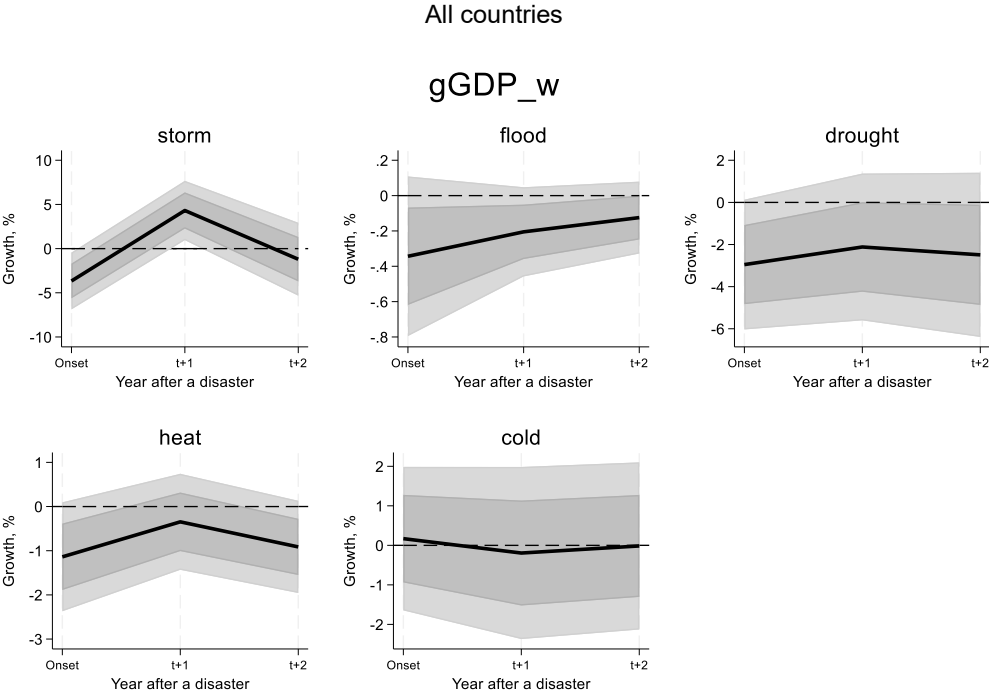 All countries
gGDP_w
storm
10
5
0
-5
-10
Growth, %
Onset
t+1
t+2
Year after a disaster
flood
.2
0
-.2
-.4
-.6
-.8
Growth, %
Onset
t+1
t+2
Year after a disaster
drought
2
0
-2
-4
-6
Growth, %
Onset
t+1
t+2
Year after a disaster
heat
1
0
-1
-2
-3
Growth, %
Onset
t+1
t+2
Year after a disaster
cold
2
1
0
-1
-2
Growth, %
Onset
t+1
t+2
Year after a disaster